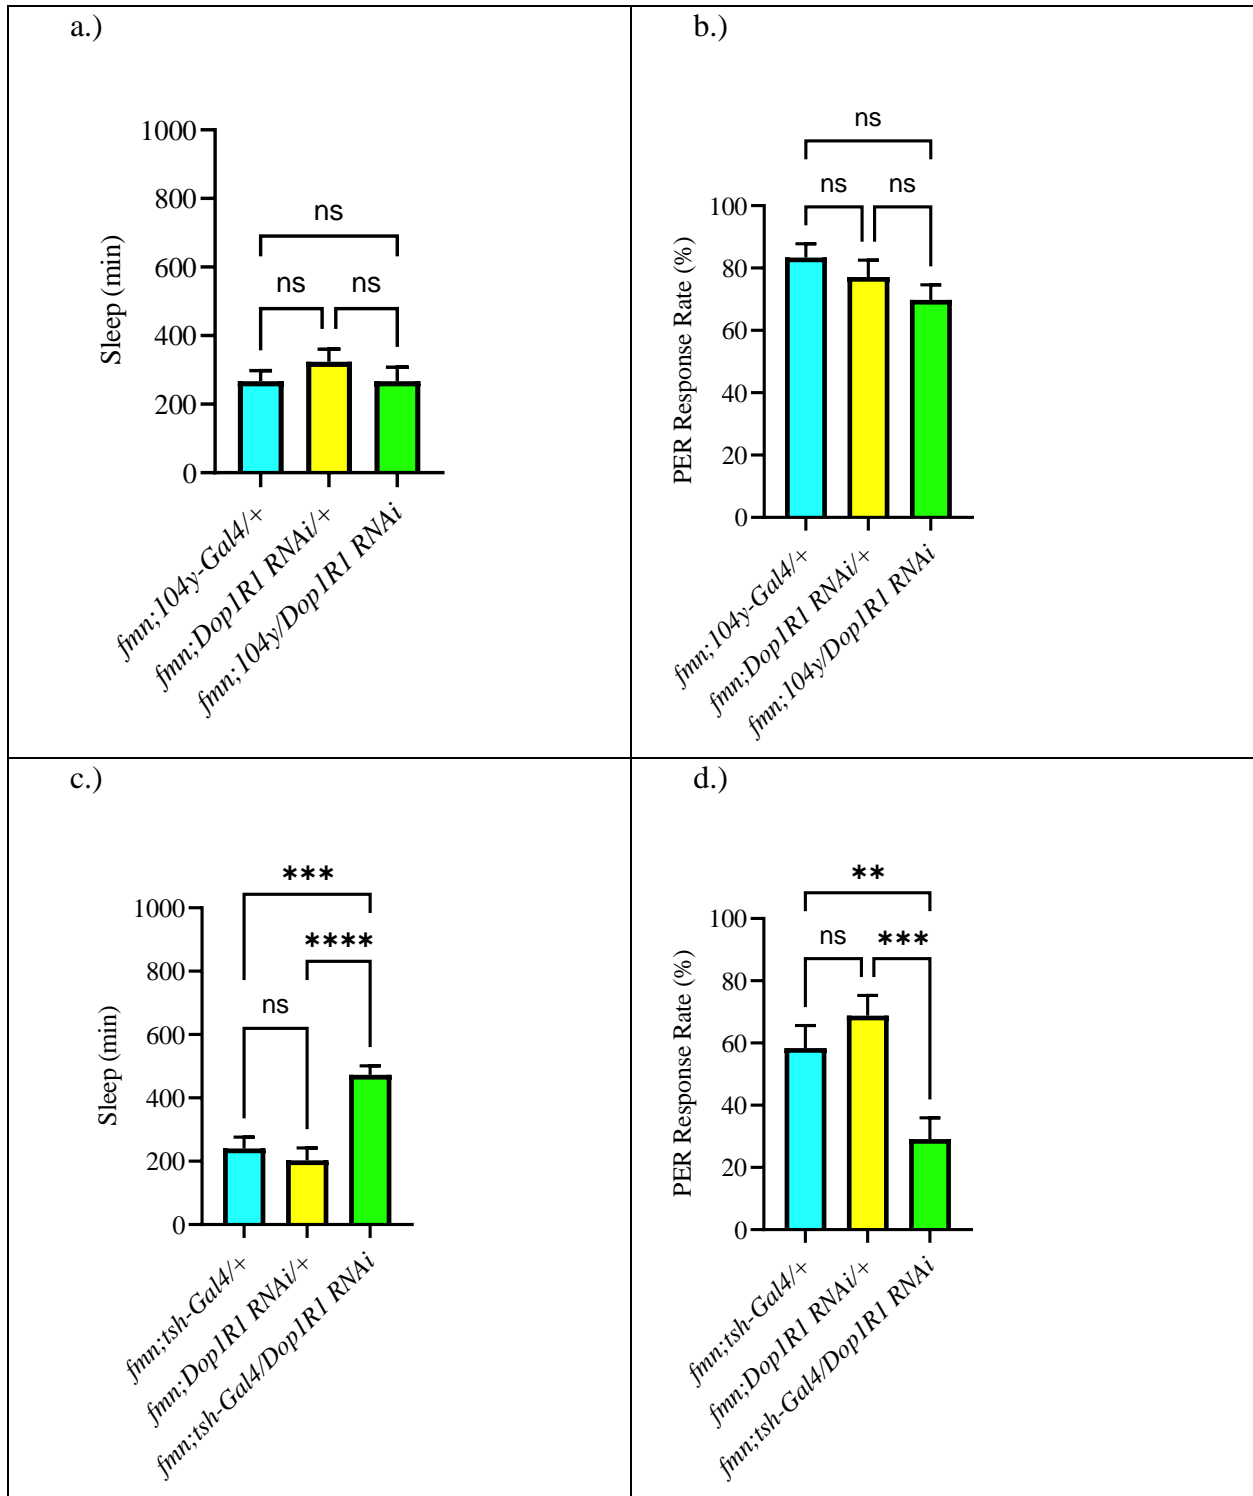 a.)
ns
ns
ns
1000
800
600
400
200
0
Sleep (min)
fmn;104y-Gal4/+
fmn;Dop1R1 RNAi/+
fmn;104y/Dop1R1 RNAi
b.)
ns
ns
ns
100
80
60
40
20
0
PER Response Rate (%)
fmn;104y-Gal4/+
fmn;Dop1R1 RNAi/+
fmn;104y/Dop1R1 RNAi
c.)
***
****
ns
1000
800
600
400
200
0
Sleep (min)
fmn;tsh-Gal4/+
fmn;Dop1R1 RNAi/+
fmn;tsh-Gal4/Dop1R1 RNAi
d.)
**
ns
***
100
80
60
40
20
0
PER Response Rate (%)
fmn;tsh-Gal4/+
fmn;Dop1R1 RNAi/+
fmn;tsh-Gal4/Dop1R1 RNAi